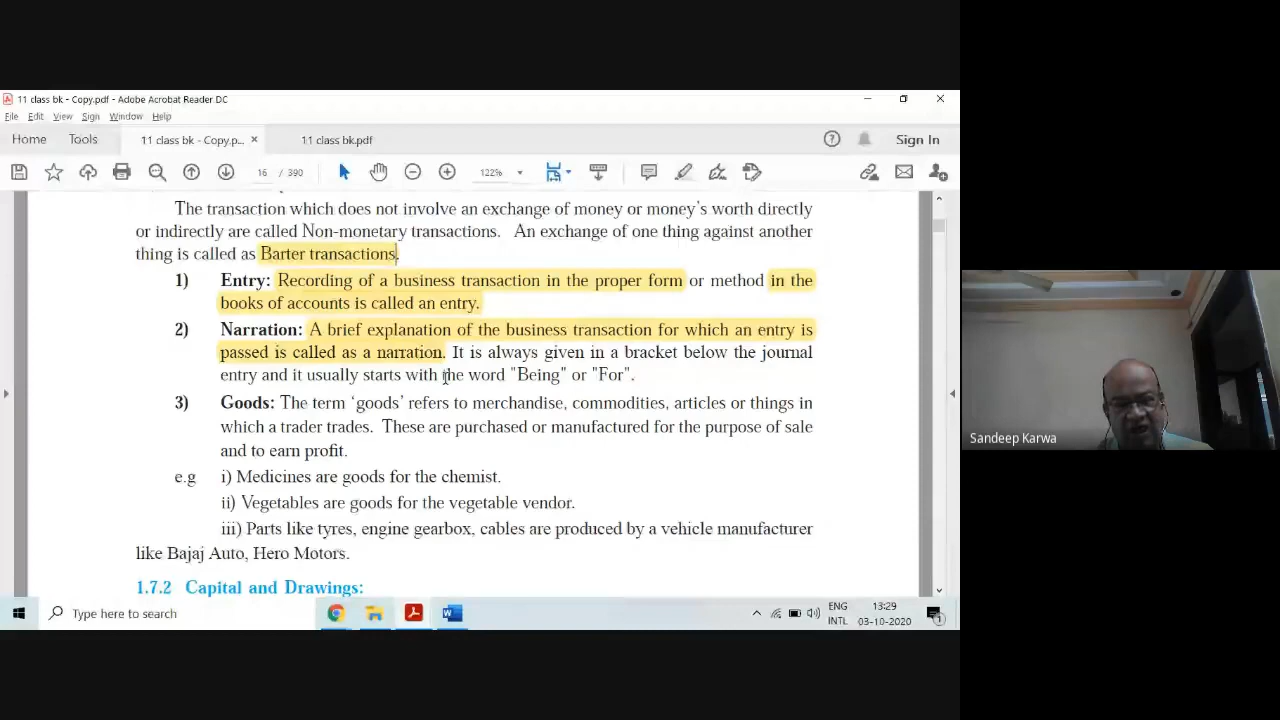 11 class bk - Copy.pdf - Adobe Acrobat Reader DC
File Edit View Sign Window Help
Home Tools 11 class bk - Copy.p... × 11 class bk.pdf ? Sign In
16 / 390 122%
The transaction which does not involve an exchange of money or money's worth directly
or indirectly are called Non-monetary transactions. An exchange of one thing against another
thing is called as Barter transactions.
1) Entry: Recording of a business transaction in the proper form or method in the
books of accounts is called an entry.
2) Narration: A brief explanation of the business transaction for which an entry is
passed is called as a narration. It is always given in a bracket below the journal
entry and it usually starts with the word "Being" or "For".
3) Goods: The term 'goods' refers to merchandise, commodities, articles or things in
which a trader trades. These are purchased or manufactured for the purpose of sale
and to earn profit.
e.g i) Medicines are goods for the chemist.
ii) Vegetables are goods for the vegetable vendor.
iii) Parts like tyres, engine gearbox, cables are produced by a vehicle manufacturer
like Bajaj Auto, Hero Motors.
1.7.2 Capital and Drawings:
Type here to search
ENG 13:29
INTL 03-10-2020
Sandeep Karwa